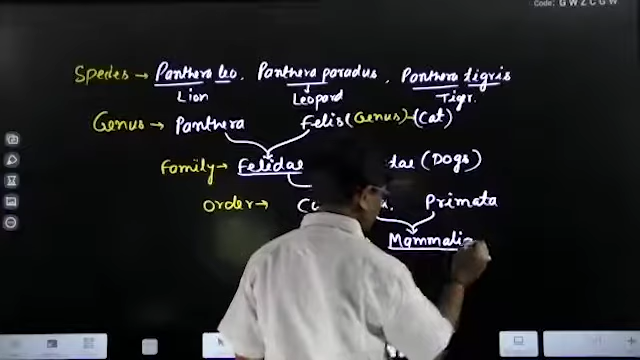 Code: GWZCGW
Species → Panthera leo, Panthera paradus, Panthera tigris
Lion Leopard Tigr.
Genus → Panthera Felis (Genus) - (Cat)
Family → Felidae dae (Dogs)
Order → Primata
Mammalia